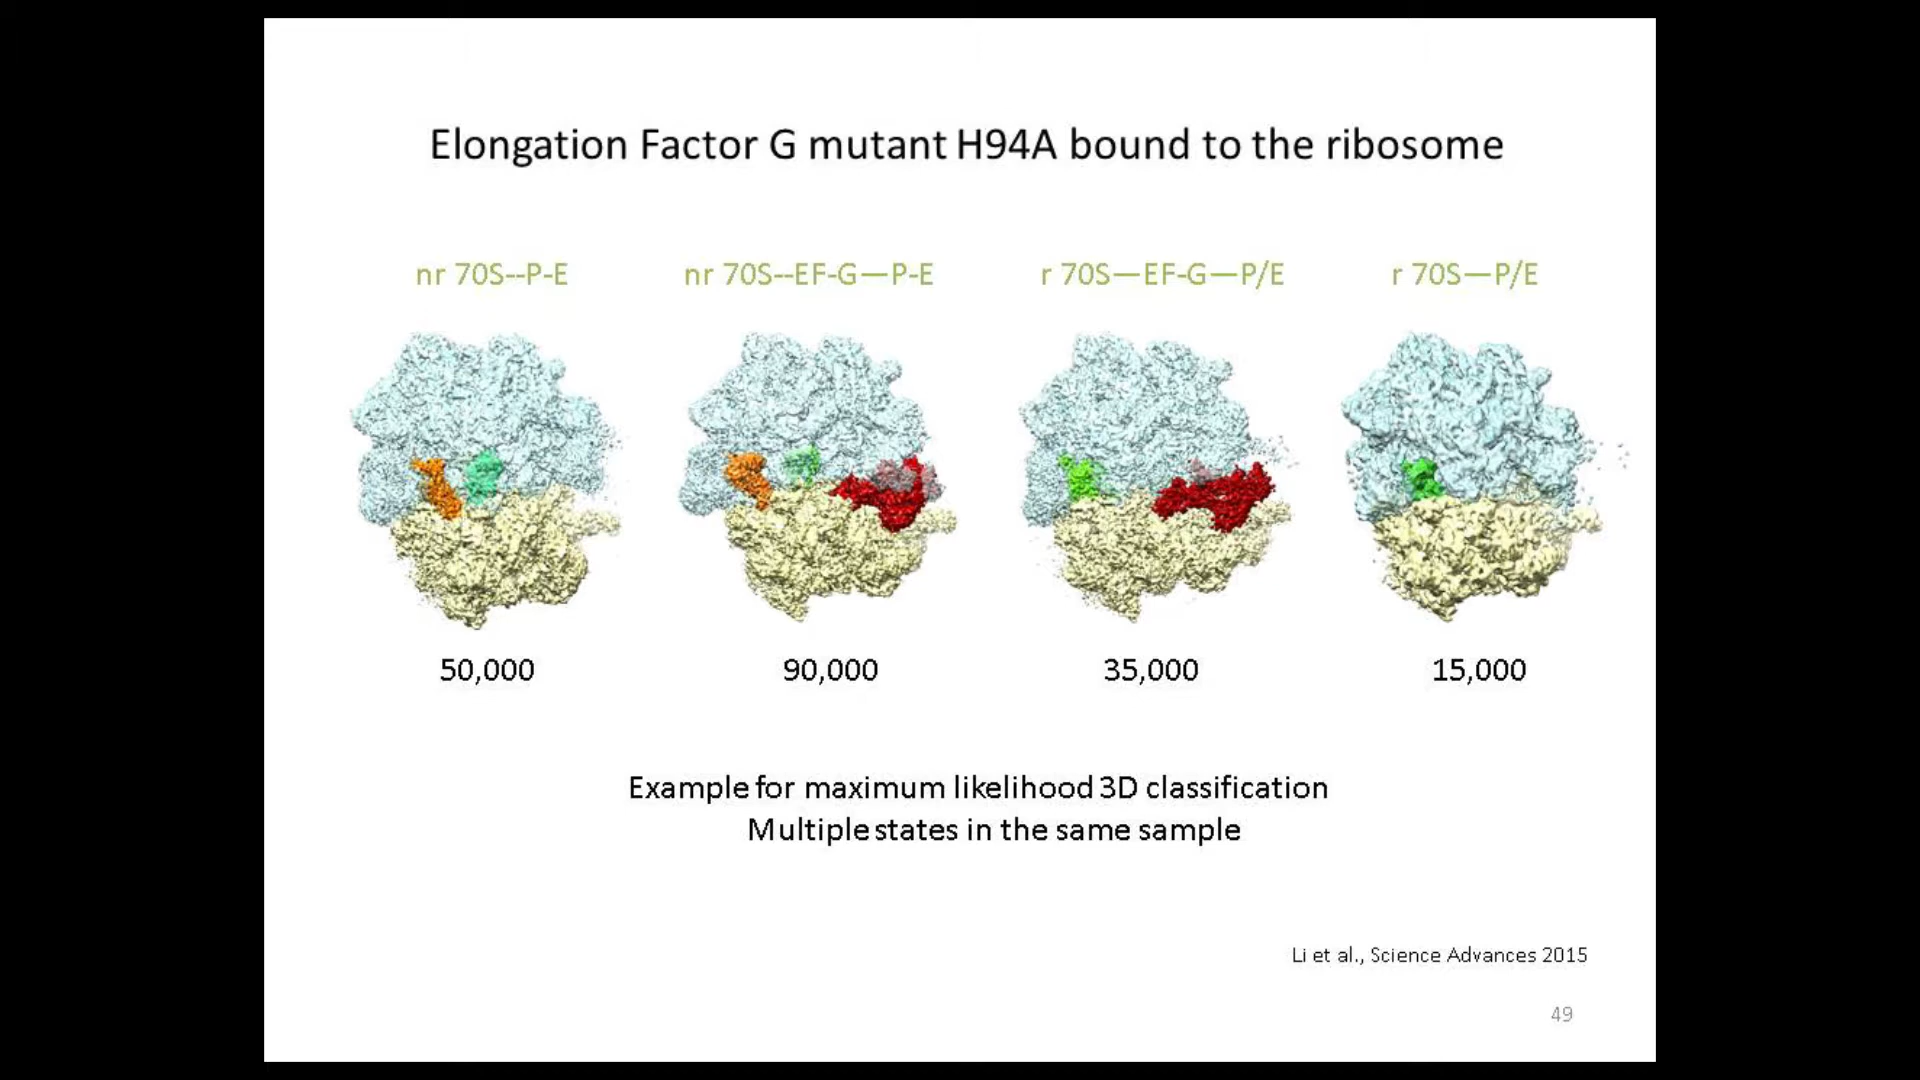 Elongation Factor G mutant H94A bound to the ribosome
nr 70S--P-E nr 70S--EF-G—P-E r 70S—EF-G—P/E r 70S—P/E
50,000 90,000 35,000 15,000
Example for maximum likelihood 3D classification
Multiple states in the same sample
Li et al., Science Advances 2015
49